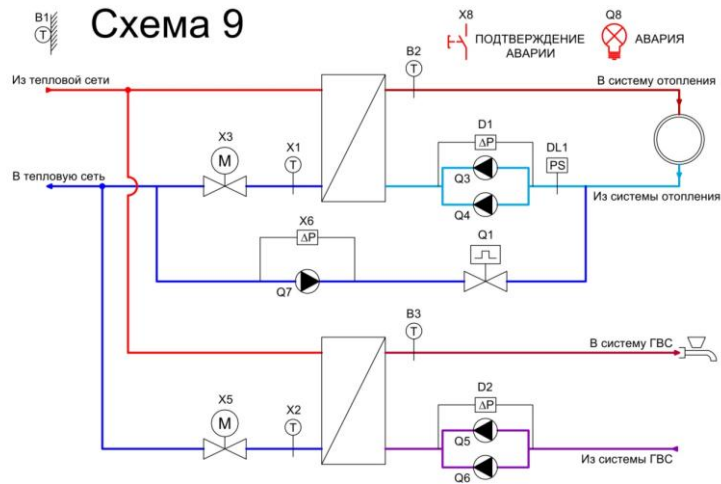 B1
T
Схема 9
X8
ПОДТВЕРЖДЕНИЕ
АВАРИИ
Q8
АВАРИЯ
Из тепловой сети
B2
T
В систему отопления
X3
M
X1
T
D1
ΔP
DL1
PS
Q3
Q4
В тепловую сеть
Из системы отопления
X6
ΔP
Q7
Q1
B3
T
В систему ГВС
X5
M
X2
T
D2
ΔP
Q5
Q6
Из системы ГВС